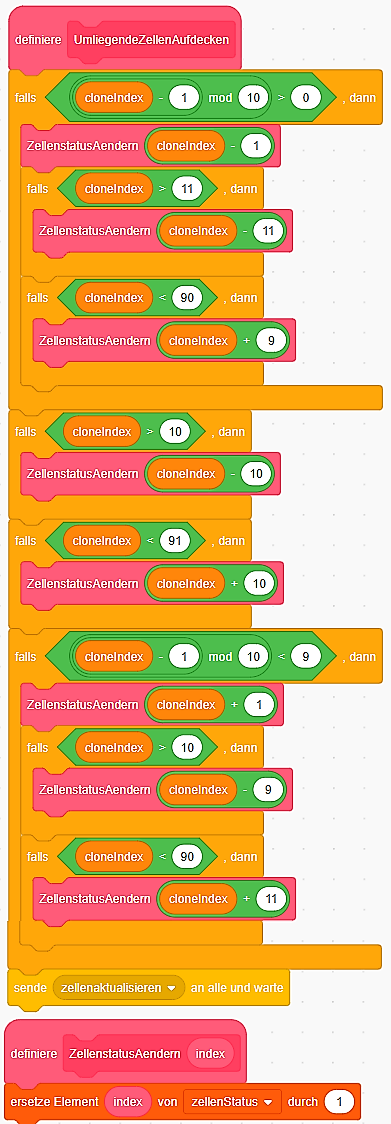 definiere UmliegendeZellenAufdecken
falls cloneIndex - 1 mod 10 > 0 , dann
ZellenstatusAendern cloneIndex - 1
falls cloneIndex > 11 , dann
ZellenstatusAendern cloneIndex - 11
falls cloneIndex < 90 , dann
ZellenstatusAendern cloneIndex + 9
falls cloneIndex > 10 , dann
ZellenstatusAendern cloneIndex - 10
falls cloneIndex < 91 , dann
ZellenstatusAendern cloneIndex + 10
falls cloneIndex - 1 mod 10 < 9 , dann
ZellenstatusAendern cloneIndex + 1
falls cloneIndex > 10 , dann
ZellenstatusAendern cloneIndex - 9
falls cloneIndex < 90 , dann
ZellenstatusAendern cloneIndex + 11
sende zellenaktualisieren an alle und warte
definiere ZellenstatusAendern index
ersetze Element index von zellenStatus durch 1